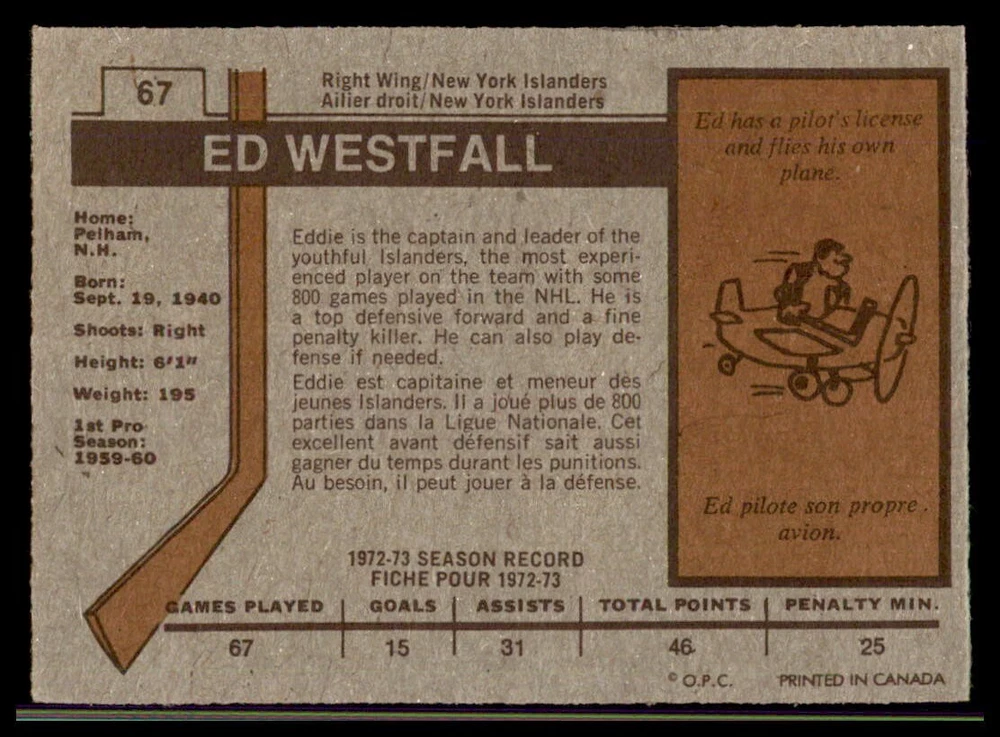 67
Right Wing/New York Islanders
Ailier droit/New York Islanders
ED WESTFALL
Home:
Pelham,
N.H.
Born:
Sept. 19, 1940
Shoots: Right
Height: 6'1"
Weight: 195
1st Pro
Season:
1959-60
Eddie is the captain and leader of the
youthful Islanders, the most experi-
enced player on the team with some
800 games played in the NHL. He is
a top defensive forward and a fine
penalty killer. He can also play de-
fense if needed.
Eddie est capitaine et meneur des
jeunes Islanders. Il a joué plus de 800
parties dans la Ligue Nationale. Cet
excellent avant défensif sait aussi
gagner du temps durant les punitions.
Au besoin, il peut jouer à la défense.
Ed has a pilot's license
and flies his own
plane.
Ed pilote son propre
avion.
1972-73 SEASON RECORD
FICHE POUR 1972-73
GAMES PLAYED | GOALS | ASSISTS | TOTAL POINTS | PENALTY MIN.
67 | 15 | 31 | 46 | 25
© O.P.C. PRINTED IN CANADA